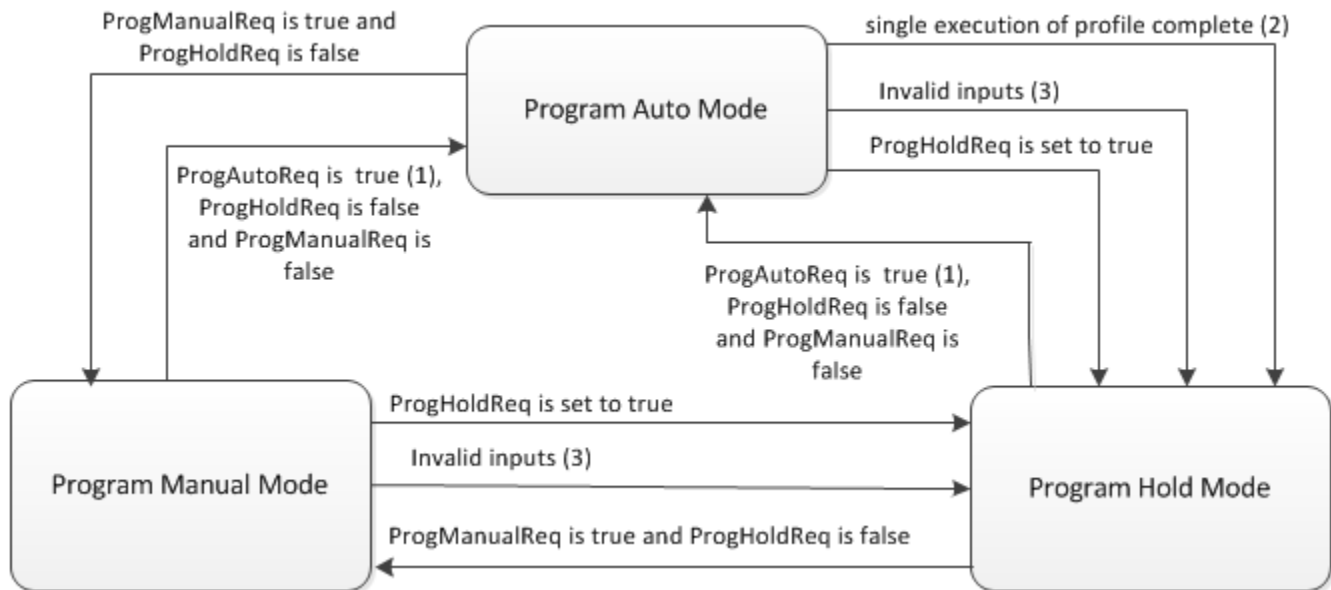 ProgManualReq is true and
ProgHoldReq is false
single execution of profile complete (2)
Program Auto Mode
Invalid inputs (3)
ProgHoldReq is set to true
ProgAutoReq is true (1),
ProgHoldReq is false
and ProgManualReq is
false
ProgAutoReq is true (1),
ProgHoldReq is false
and ProgManualReq is
false
Program Manual Mode
ProgHoldReq is set to true
Invalid inputs (3)
ProgManualReq is true and ProgHoldReq is false
Program Hold Mode